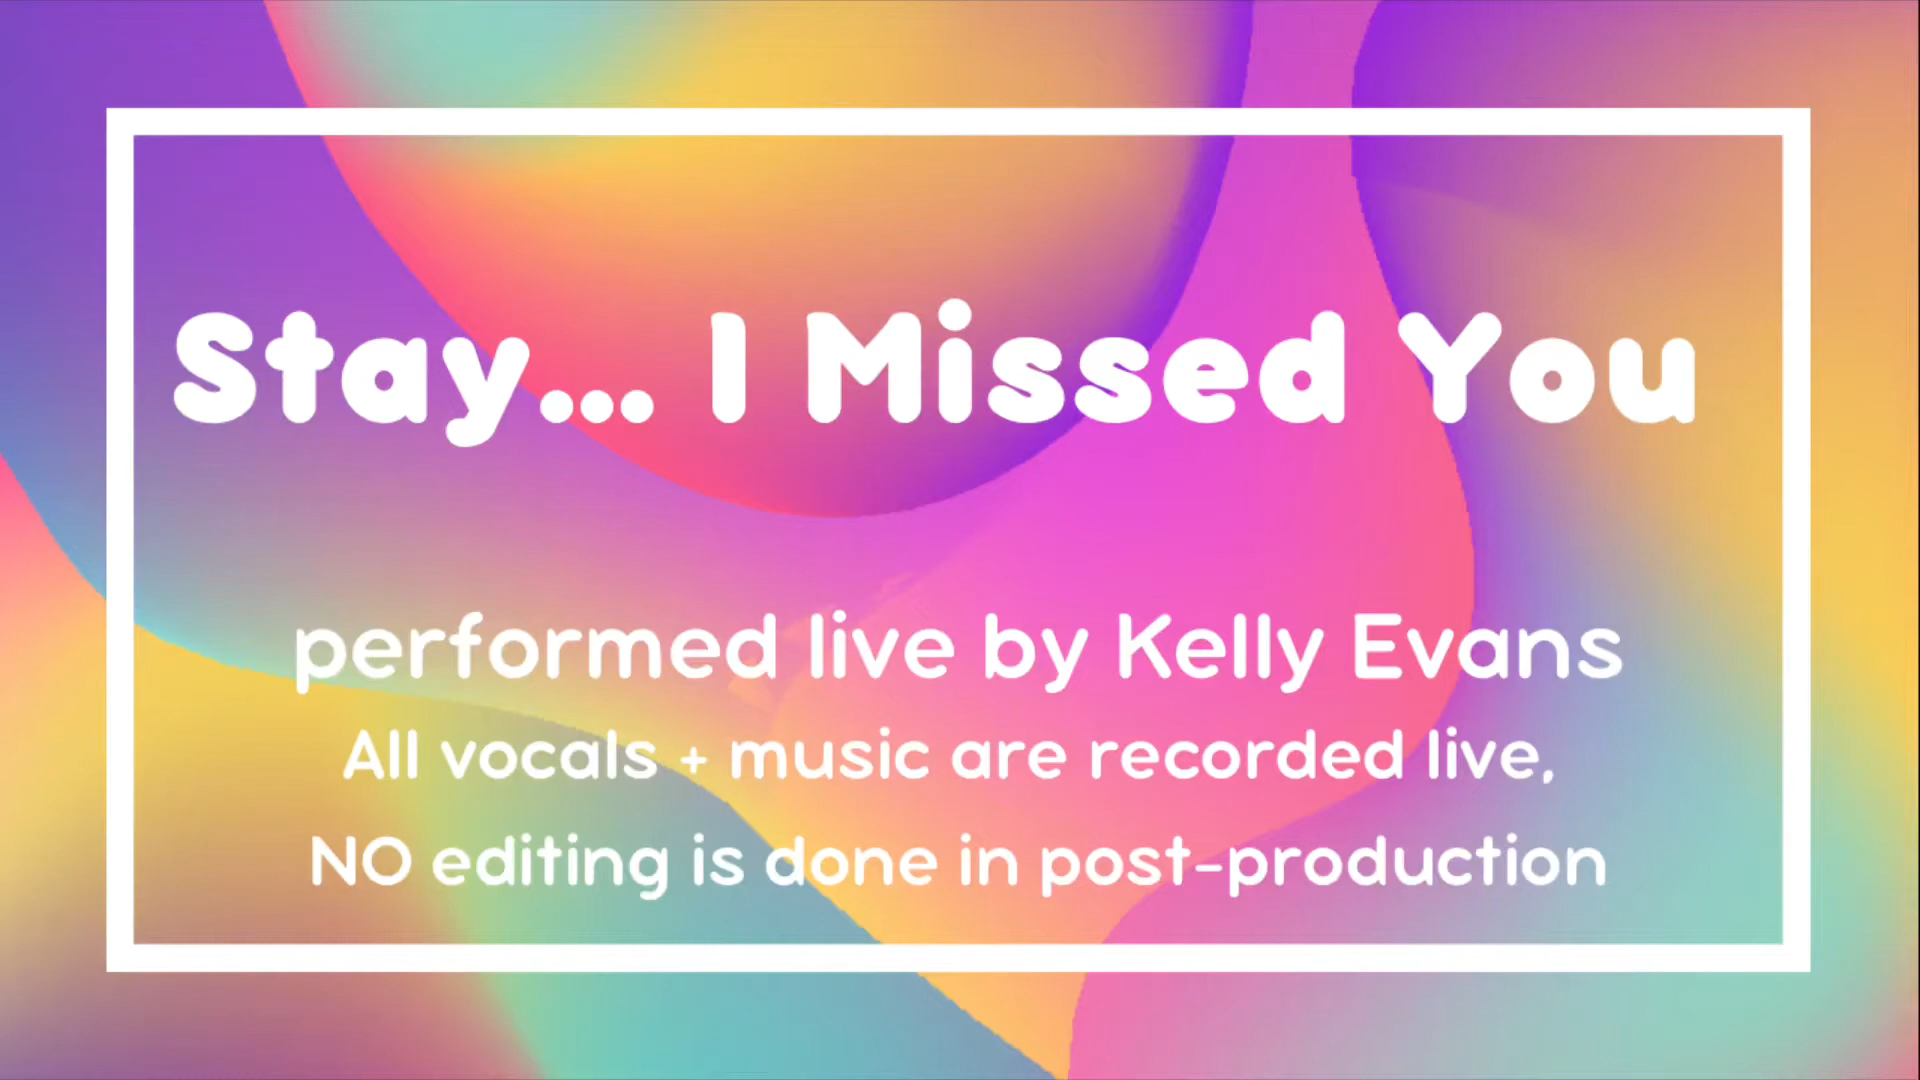 Stay... I Missed You
performed live by Kelly Evans
All vocals + music are recorded live,
NO editing is done in post-production